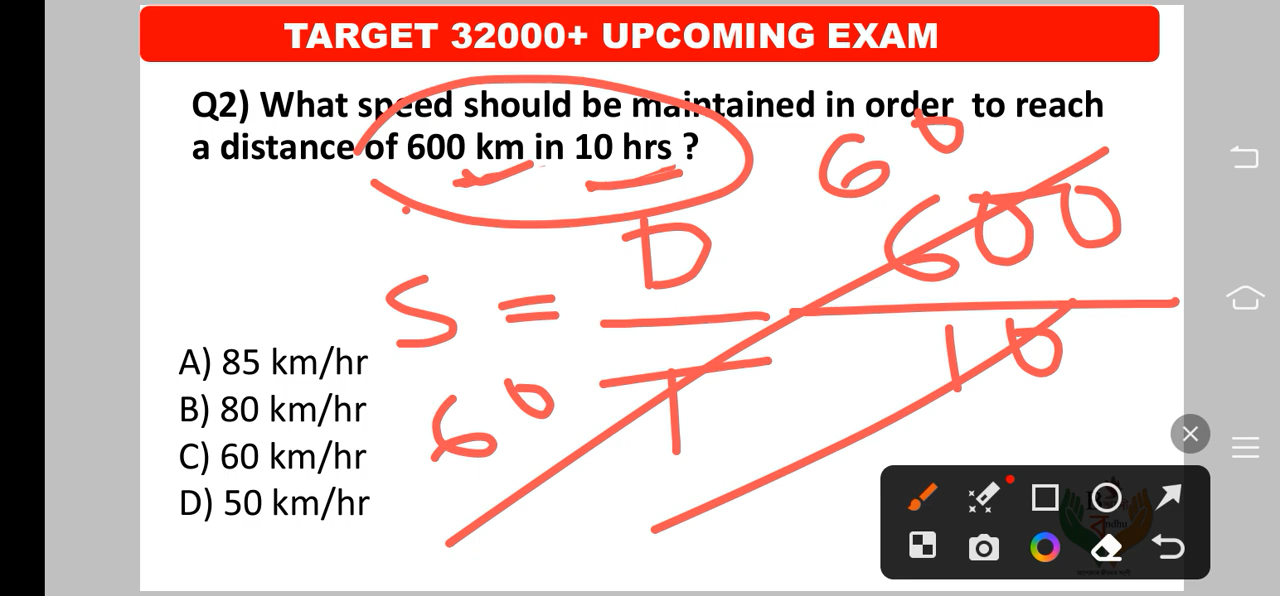 TARGET 32000+ UPCOMING EXAM
Q2) What speed should be maintained in order to reach
a distance of 600 km in 10 hrs ?
60
600
S = D
10
T
60
A) 85 km/hr
B) 80 km/hr
C) 60 km/hr
D) 50 km/hr